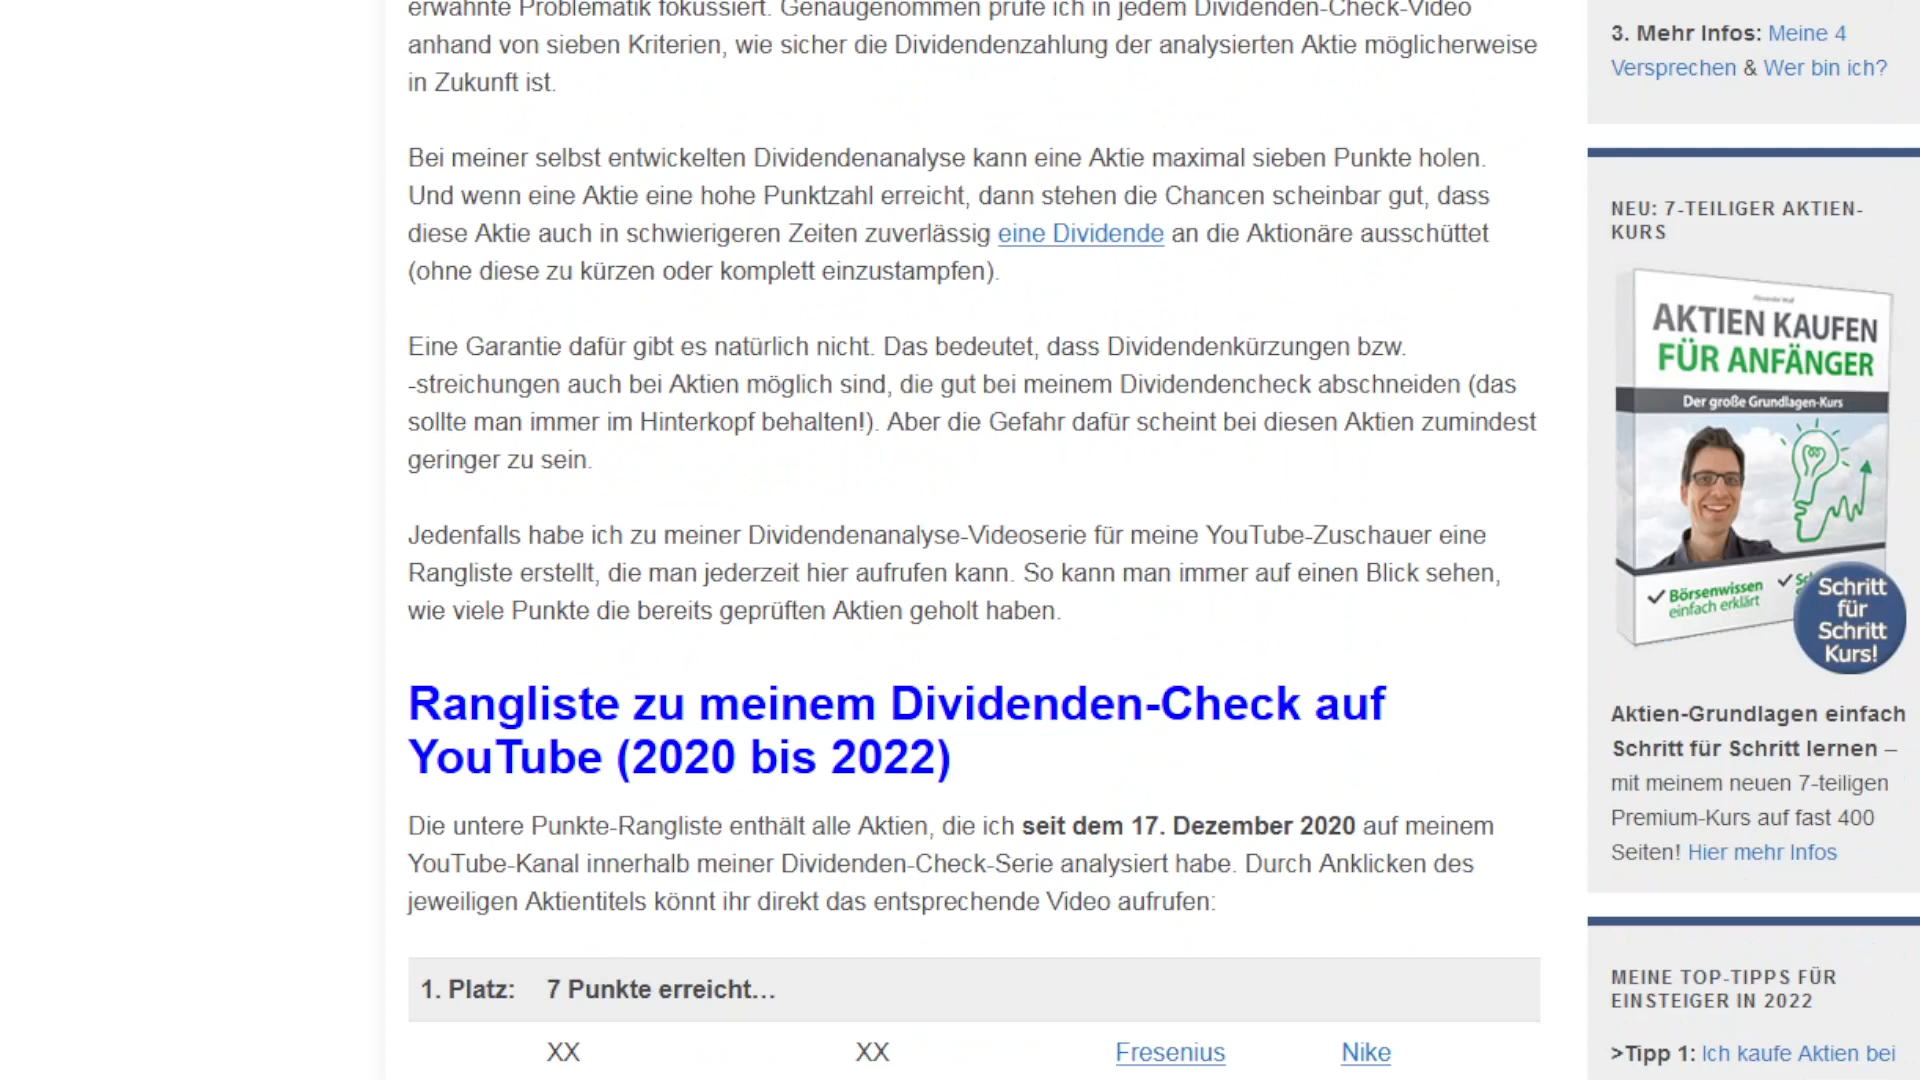 erwähnte Problematik fokussiert. Genaugenommen prüfe ich in jedem Dividenden-Check-Video
anhand von sieben Kriterien, wie sicher die Dividendenzahlung der analysierten Aktie möglicherweise
in Zukunft ist.
Bei meiner selbst entwickelten Dividendenanalyse kann eine Aktie maximal sieben Punkte holen.
Und wenn eine Aktie eine hohe Punktzahl erreicht, dann stehen die Chancen scheinbar gut, dass
diese Aktie auch in schwierigeren Zeiten zuverlässig eine Dividende an die Aktionäre ausschüttet
(ohne diese zu kürzen oder komplett einzustampfen).
Eine Garantie dafür gibt es natürlich nicht. Das bedeutet, dass Dividendenkürzungen bzw.
-streichungen auch bei Aktien möglich sind, die gut bei meinem Dividendencheck abschneiden (das
sollte man immer im Hinterkopf behalten!). Aber die Gefahr dafür scheint bei diesen Aktien zumindest
geringer zu sein.
Jedenfalls habe ich zu meiner Dividendenanalyse-Videoserie für meine YouTube-Zuschauer eine
Rangliste erstellt, die man jederzeit hier aufrufen kann. So kann man immer auf einen Blick sehen,
wie viele Punkte die bereits geprüften Aktien geholt haben.
Rangliste zu meinem Dividenden-Check auf
YouTube (2020 bis 2022)
Die untere Punkte-Rangliste enthält alle Aktien, die ich seit dem 17. Dezember 2020 auf meinem
YouTube-Kanal innerhalb meiner Dividenden-Check-Serie analysiert habe. Durch Anklicken des
jeweiligen Aktientitels könnt ihr direkt das entsprechende Video aufrufen:
1. Platz: 7 Punkte erreicht…
XX XX Fresenius Nike
3. Mehr Infos: Meine 4
Versprechen & Wer bin ich?
NEU: 7-TEILIGER AKTIEN-
KURS
AKTIEN KAUFEN
FÜR ANFÄNGER
Der große Grundlagen-Kurs
Börsenwissen
einfach erklärt
Schritt
für
Schritt
Kurs!
Aktien-Grundlagen einfach
Schritt für Schritt lernen –
mit meinem neuen 7-teiligen
Premium-Kurs auf fast 400
Seiten! Hier mehr Infos
MEINE TOP-TIPPS FÜR
EINSTEIGER IN 2022
>Tipp 1: Ich kaufe Aktien bei